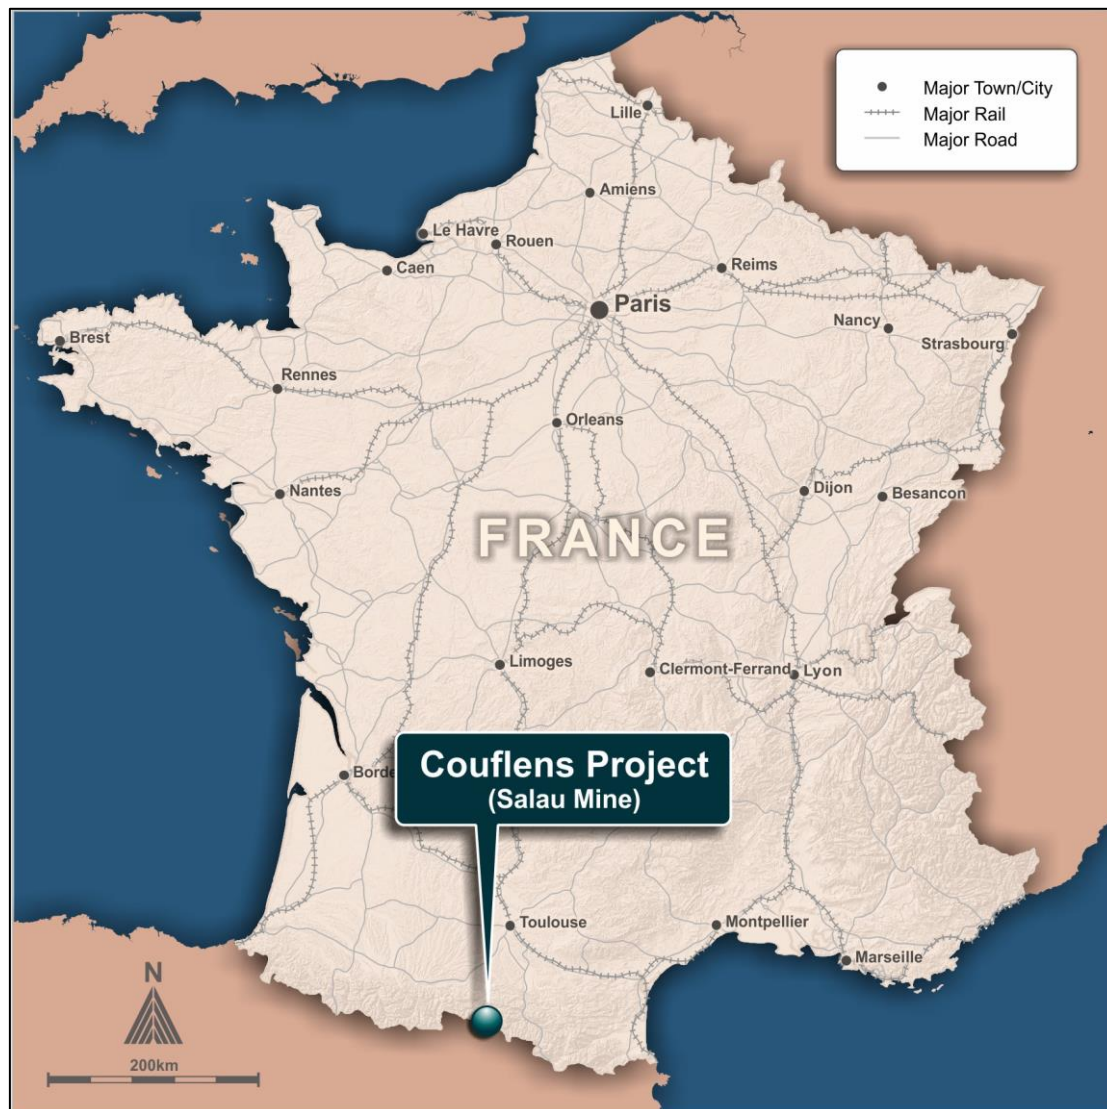 Major Town/City
Major Rail
Major Road
Lille
Amiens
Le Havre
Rouen
Caen
Reims
Paris
Nancy
Strasbourg
Brest
Rennes
Orleans
Nantes
Dijon
Besancon
FRANCE
Limoges
Clermont-Ferrand
Lyon
Couflens Project
(Salau Mine)
Borde
Toulouse
Montpellier
Marseille
N
200km